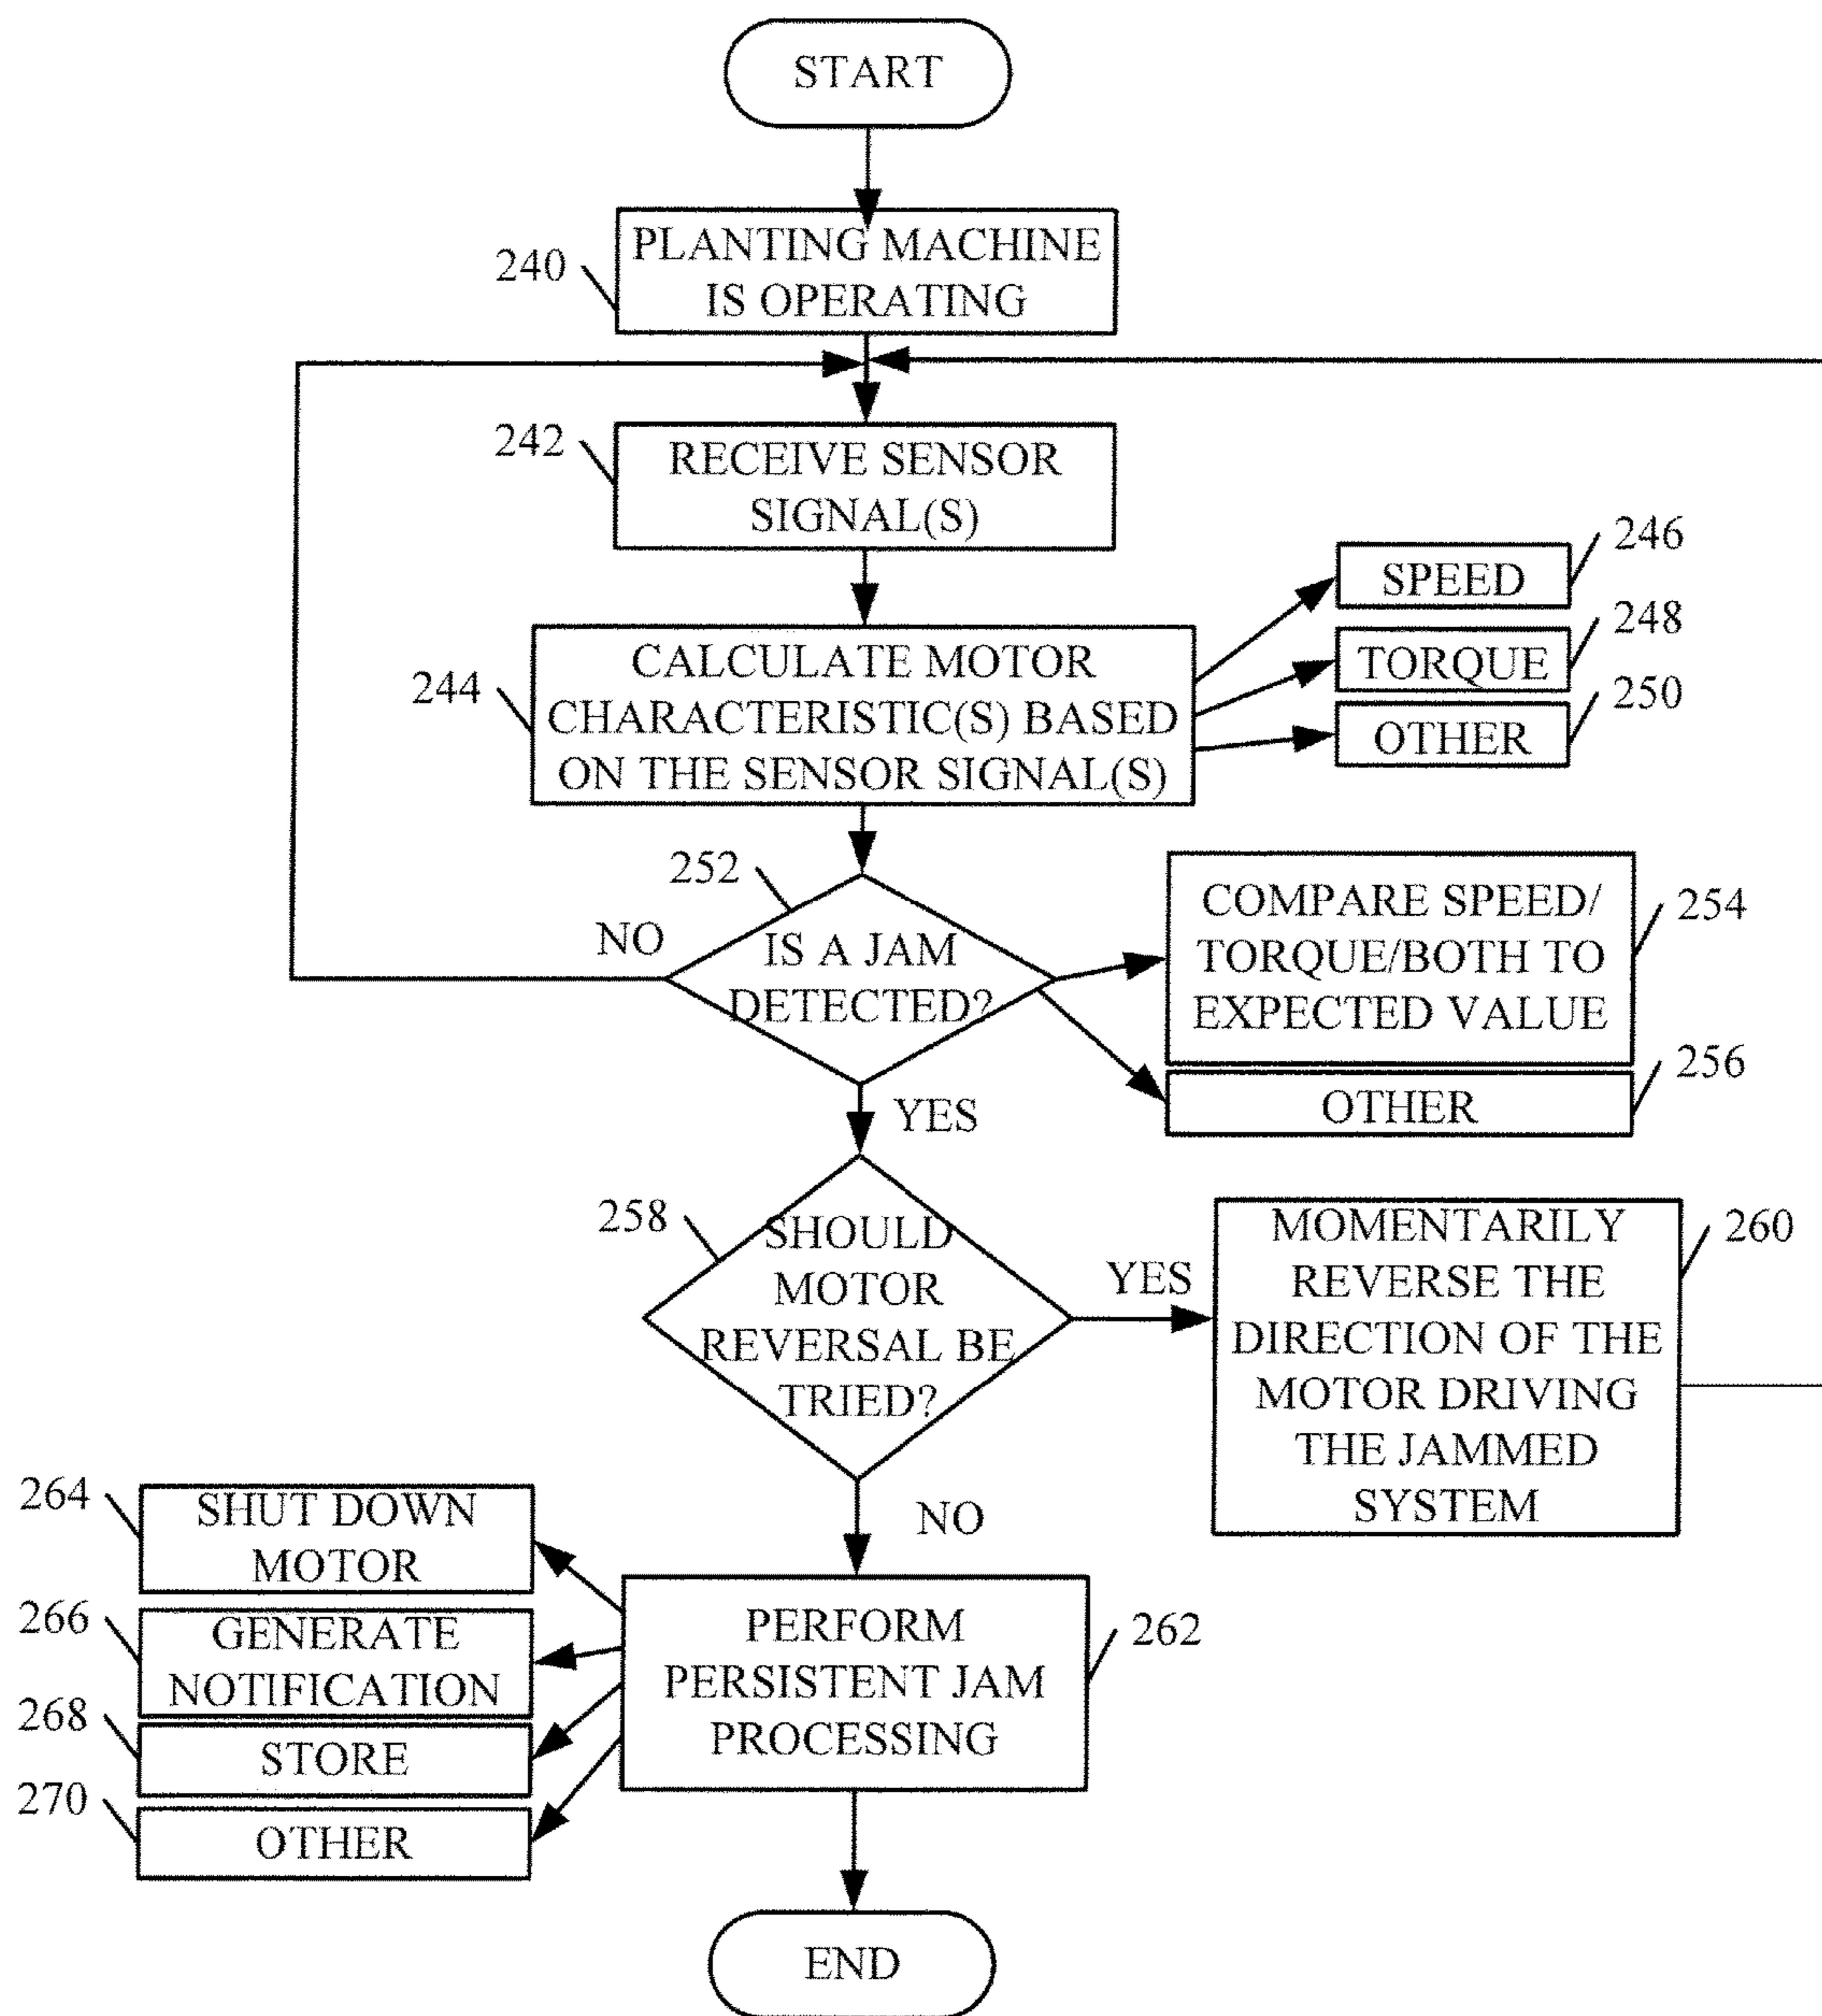 START
240
PLANTING MACHINE
IS OPERATING
242
RECEIVE SENSOR
SIGNAL(S)
244
CALCULATE MOTOR
CHARACTERISTIC(S) BASED
ON THE SENSOR SIGNAL(S)
SPEED
246
TORQUE
248
OTHER
250
252
NO
IS A JAM
DETECTED?
COMPARE SPEED/
TORQUE/BOTH TO
EXPECTED VALUE
254
OTHER
256
YES
258
SHOULD
MOTOR
REVERSAL BE
TRIED?
YES
MOMENTARILY
REVERSE THE
DIRECTION OF THE
MOTOR DRIVING
THE JAMMED
SYSTEM
260
NO
PERFORM
PERSISTENT JAM
PROCESSING
262
264
SHUT DOWN
MOTOR
266
GENERATE
NOTIFICATION
268
STORE
270
OTHER
END